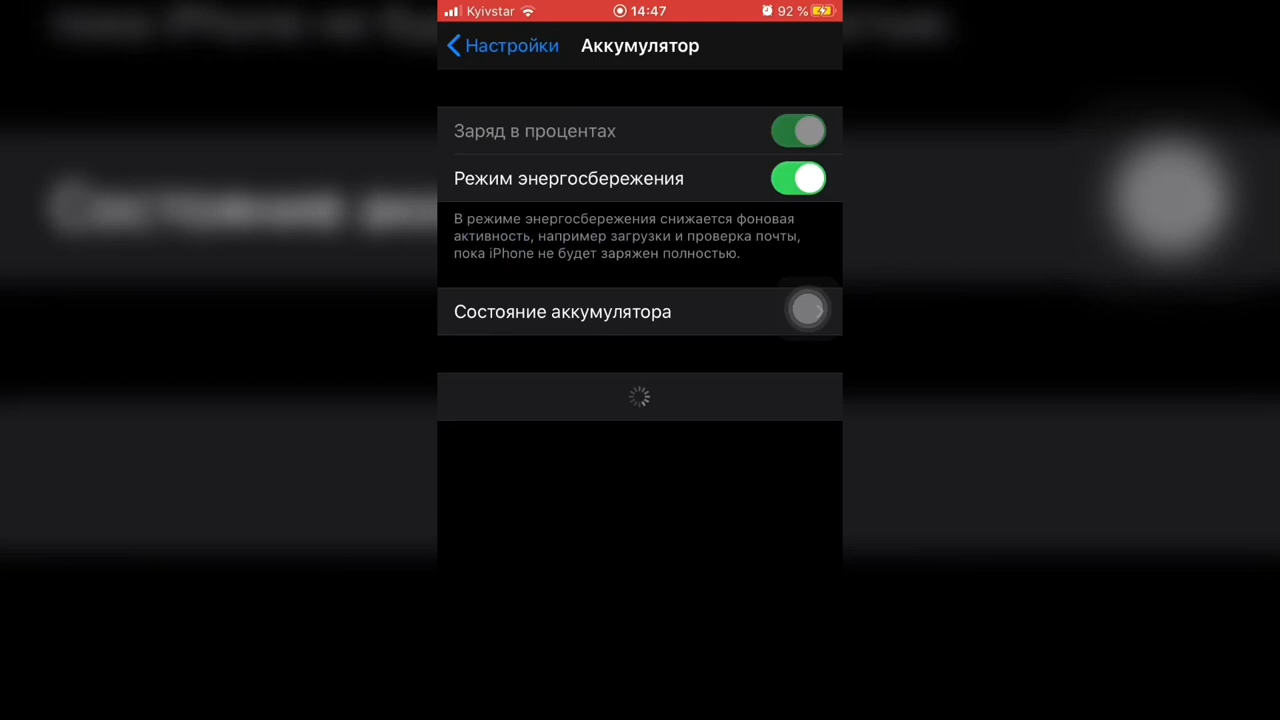 Kyivstar 14:47 92 %
Настройки Аккумулятор
Заряд в процентах
Режим энергосбережения
В режиме энергосбережения снижается фоновая
активность, например загрузки и проверка почты,
пока iPhone не будет заряжен полностью.
Состояние аккумулятора